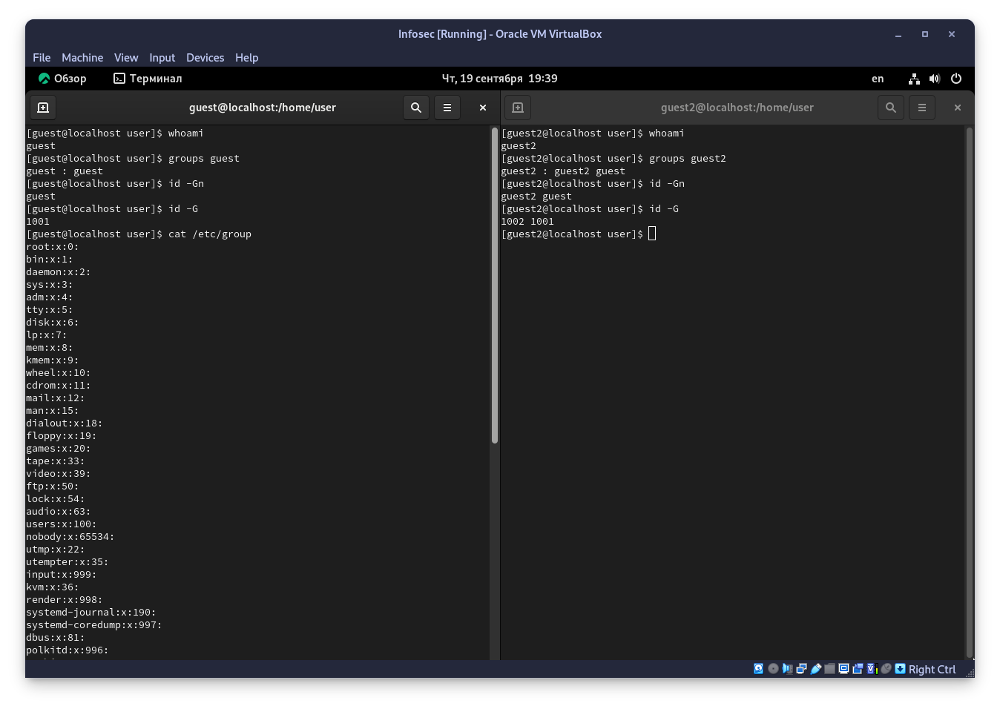 Infosec [Running] - Oracle VM VirtualBox
File Machine View Input Devices Help
Обзор Терминал Чт, 19 сентября 19:39 en
guest@localhost:/home/user
[guest@localhost user]$ whoami
guest
[guest@localhost user]$ groups guest
guest : guest
[guest@localhost user]$ id -Gn
guest
[guest@localhost user]$ id -G
1001
[guest@localhost user]$ cat /etc/group
root:x:0:
bin:x:1:
daemon:x:2:
sys:x:3:
adm:x:4:
tty:x:5:
disk:x:6:
lp:x:7:
mem:x:8:
kmem:x:9:
wheel:x:10:
cdrom:x:11:
mail:x:12:
man:x:15:
dialout:x:18:
floppy:x:19:
games:x:20:
tape:x:33:
video:x:39:
ftp:x:50:
lock:x:54:
audio:x:63:
users:x:100:
nobody:x:65534:
utmp:x:22:
utempter:x:35:
input:x:999:
kvm:x:36:
render:x:998:
systemd-journal:x:190:
systemd-coredump:x:997:
dbus:x:81:
polkitd:x:996:
guest2@localhost:/home/user
[guest2@localhost user]$ whoami
guest2
[guest2@localhost user]$ groups guest2
guest2 : guest2 guest
[guest2@localhost user]$ id -Gn
guest2 guest
[guest2@localhost user]$ id -G
1002 1001
[guest2@localhost user]$
Right Ctrl